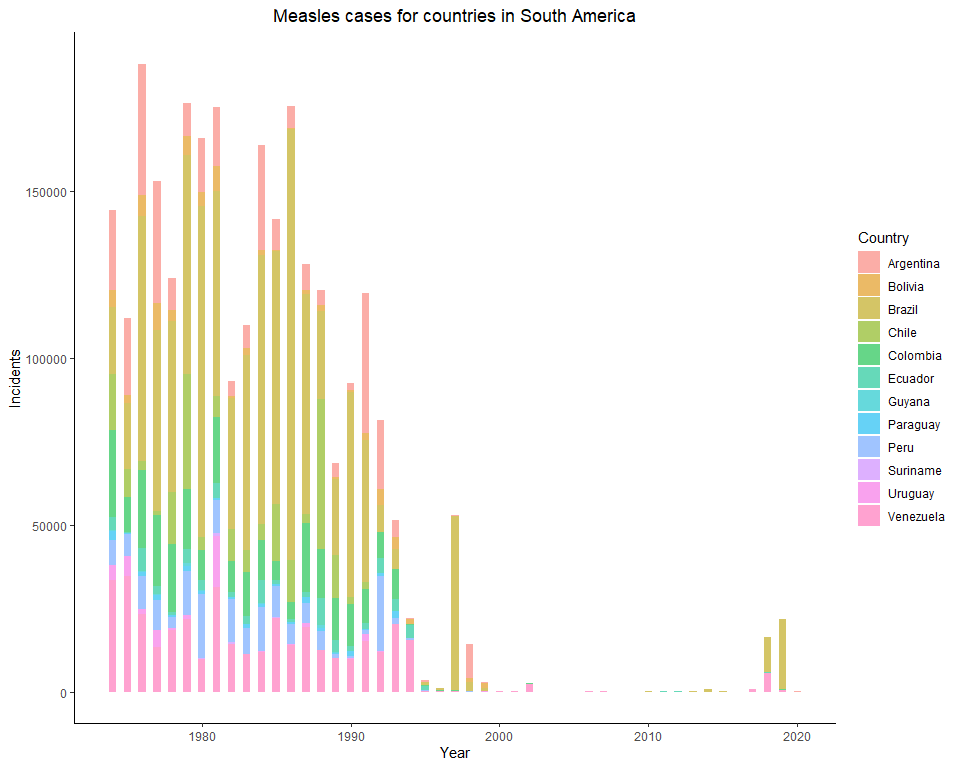 Measles cases for countries in South America
Incidents
150000
100000
50000
0
1980
1990
2000
2010
2020
Year
Country
Argentina
Bolivia
Brazil
Chile
Colombia
Ecuador
Guyana
Paraguay
Peru
Suriname
Uruguay
Venezuela